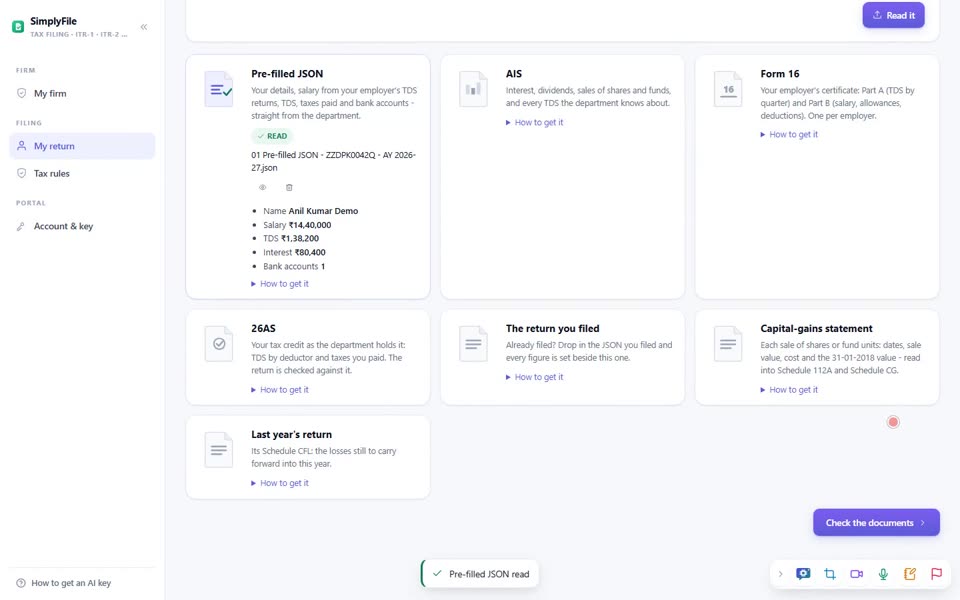 SimplyFile
TAX FILING · ITR-1 · ITR-2 ...
«
FIRM
My firm
FILING
My return
Tax rules
PORTAL
Account & key
How to get an AI key
Read it
Pre-filled JSON
Your details, salary from your employer's TDS
returns, TDS, taxes paid and bank accounts -
straight from the department.
READ
01 Pre-filled JSON - ZZDPK0042Q - AY 2026-
27.json
• Name Anil Kumar Demo
• Salary ₹14,40,000
• TDS ₹1,38,200
• Interest ₹80,400
• Bank accounts 1
How to get it
AIS
Interest, dividends, sales of shares and funds,
and every TDS the department knows about.
How to get it
16
Form 16
Your employer's certificate: Part A (TDS by
quarter) and Part B (salary, allowances,
deductions). One per employer.
How to get it
26AS
Your tax credit as the department holds it:
TDS by deductor and taxes you paid. The
return is checked against it.
How to get it
The return you filed
Already filed? Drop in the JSON you filed and
every figure is set beside this one.
How to get it
Capital-gains statement
Each sale of shares or fund units: dates, sale
value, cost and the 31-01-2018 value - read
into Schedule 112A and Schedule CG.
How to get it
Last year's return
Its Schedule CFL: the losses still to carry
forward into this year.
How to get it
Check the documents
Pre-filled JSON read